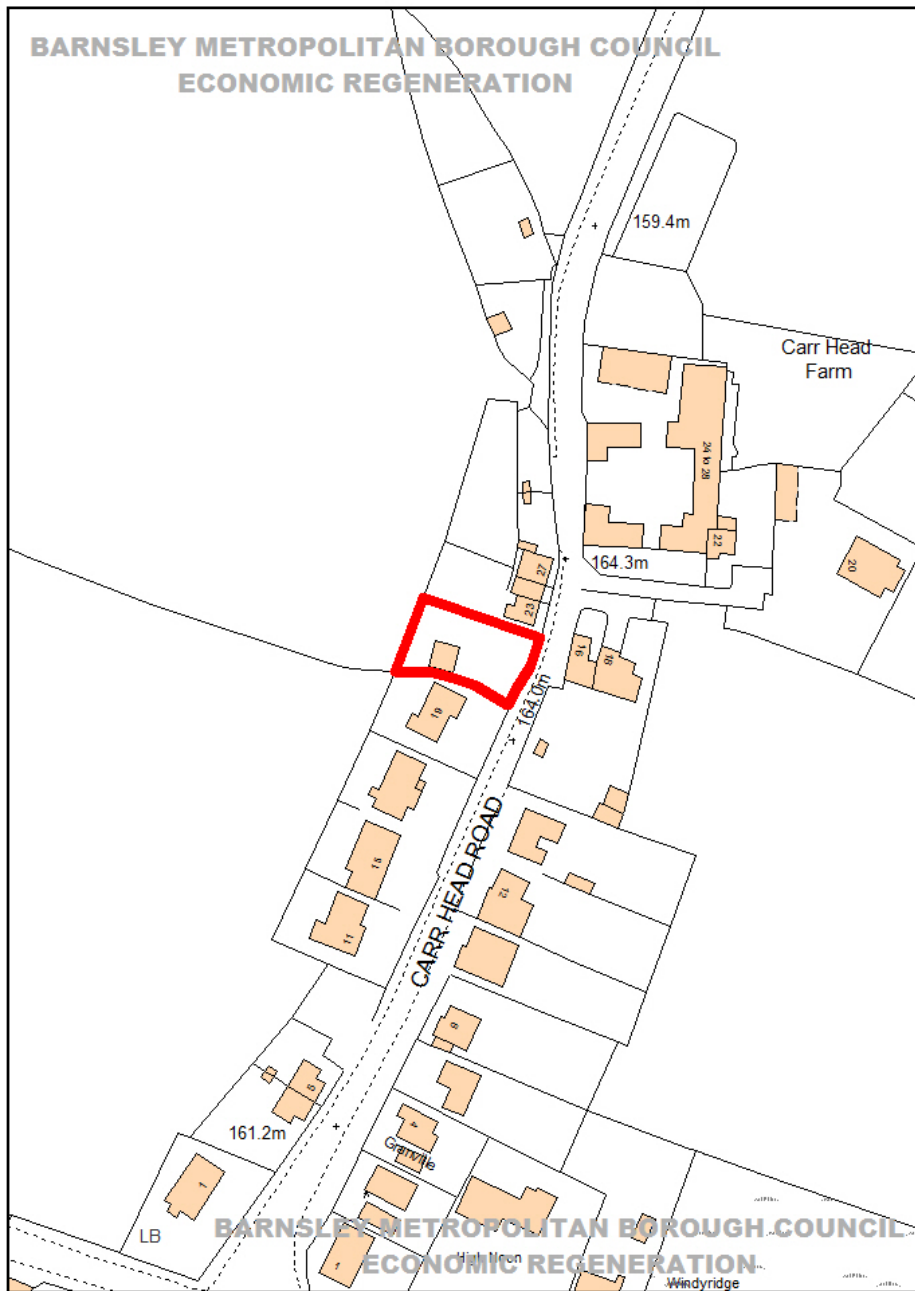 BARNSLEY METROPOLITAN BOROUGH COUNCIL
ECONOMIC REGENERATION
159.4m
Carr Head
Farm
24 to 28
22
20
164.3m
27
23
16
18
164.0m
19
CARR HEAD ROAD
15
12
11
5
4
Granville
161.2m
1
LB
BARNSLEY METROPOLITAN BOROUGH COUNCIL
High Noon
ECONOMIC REGENERATION
1
Windyridge